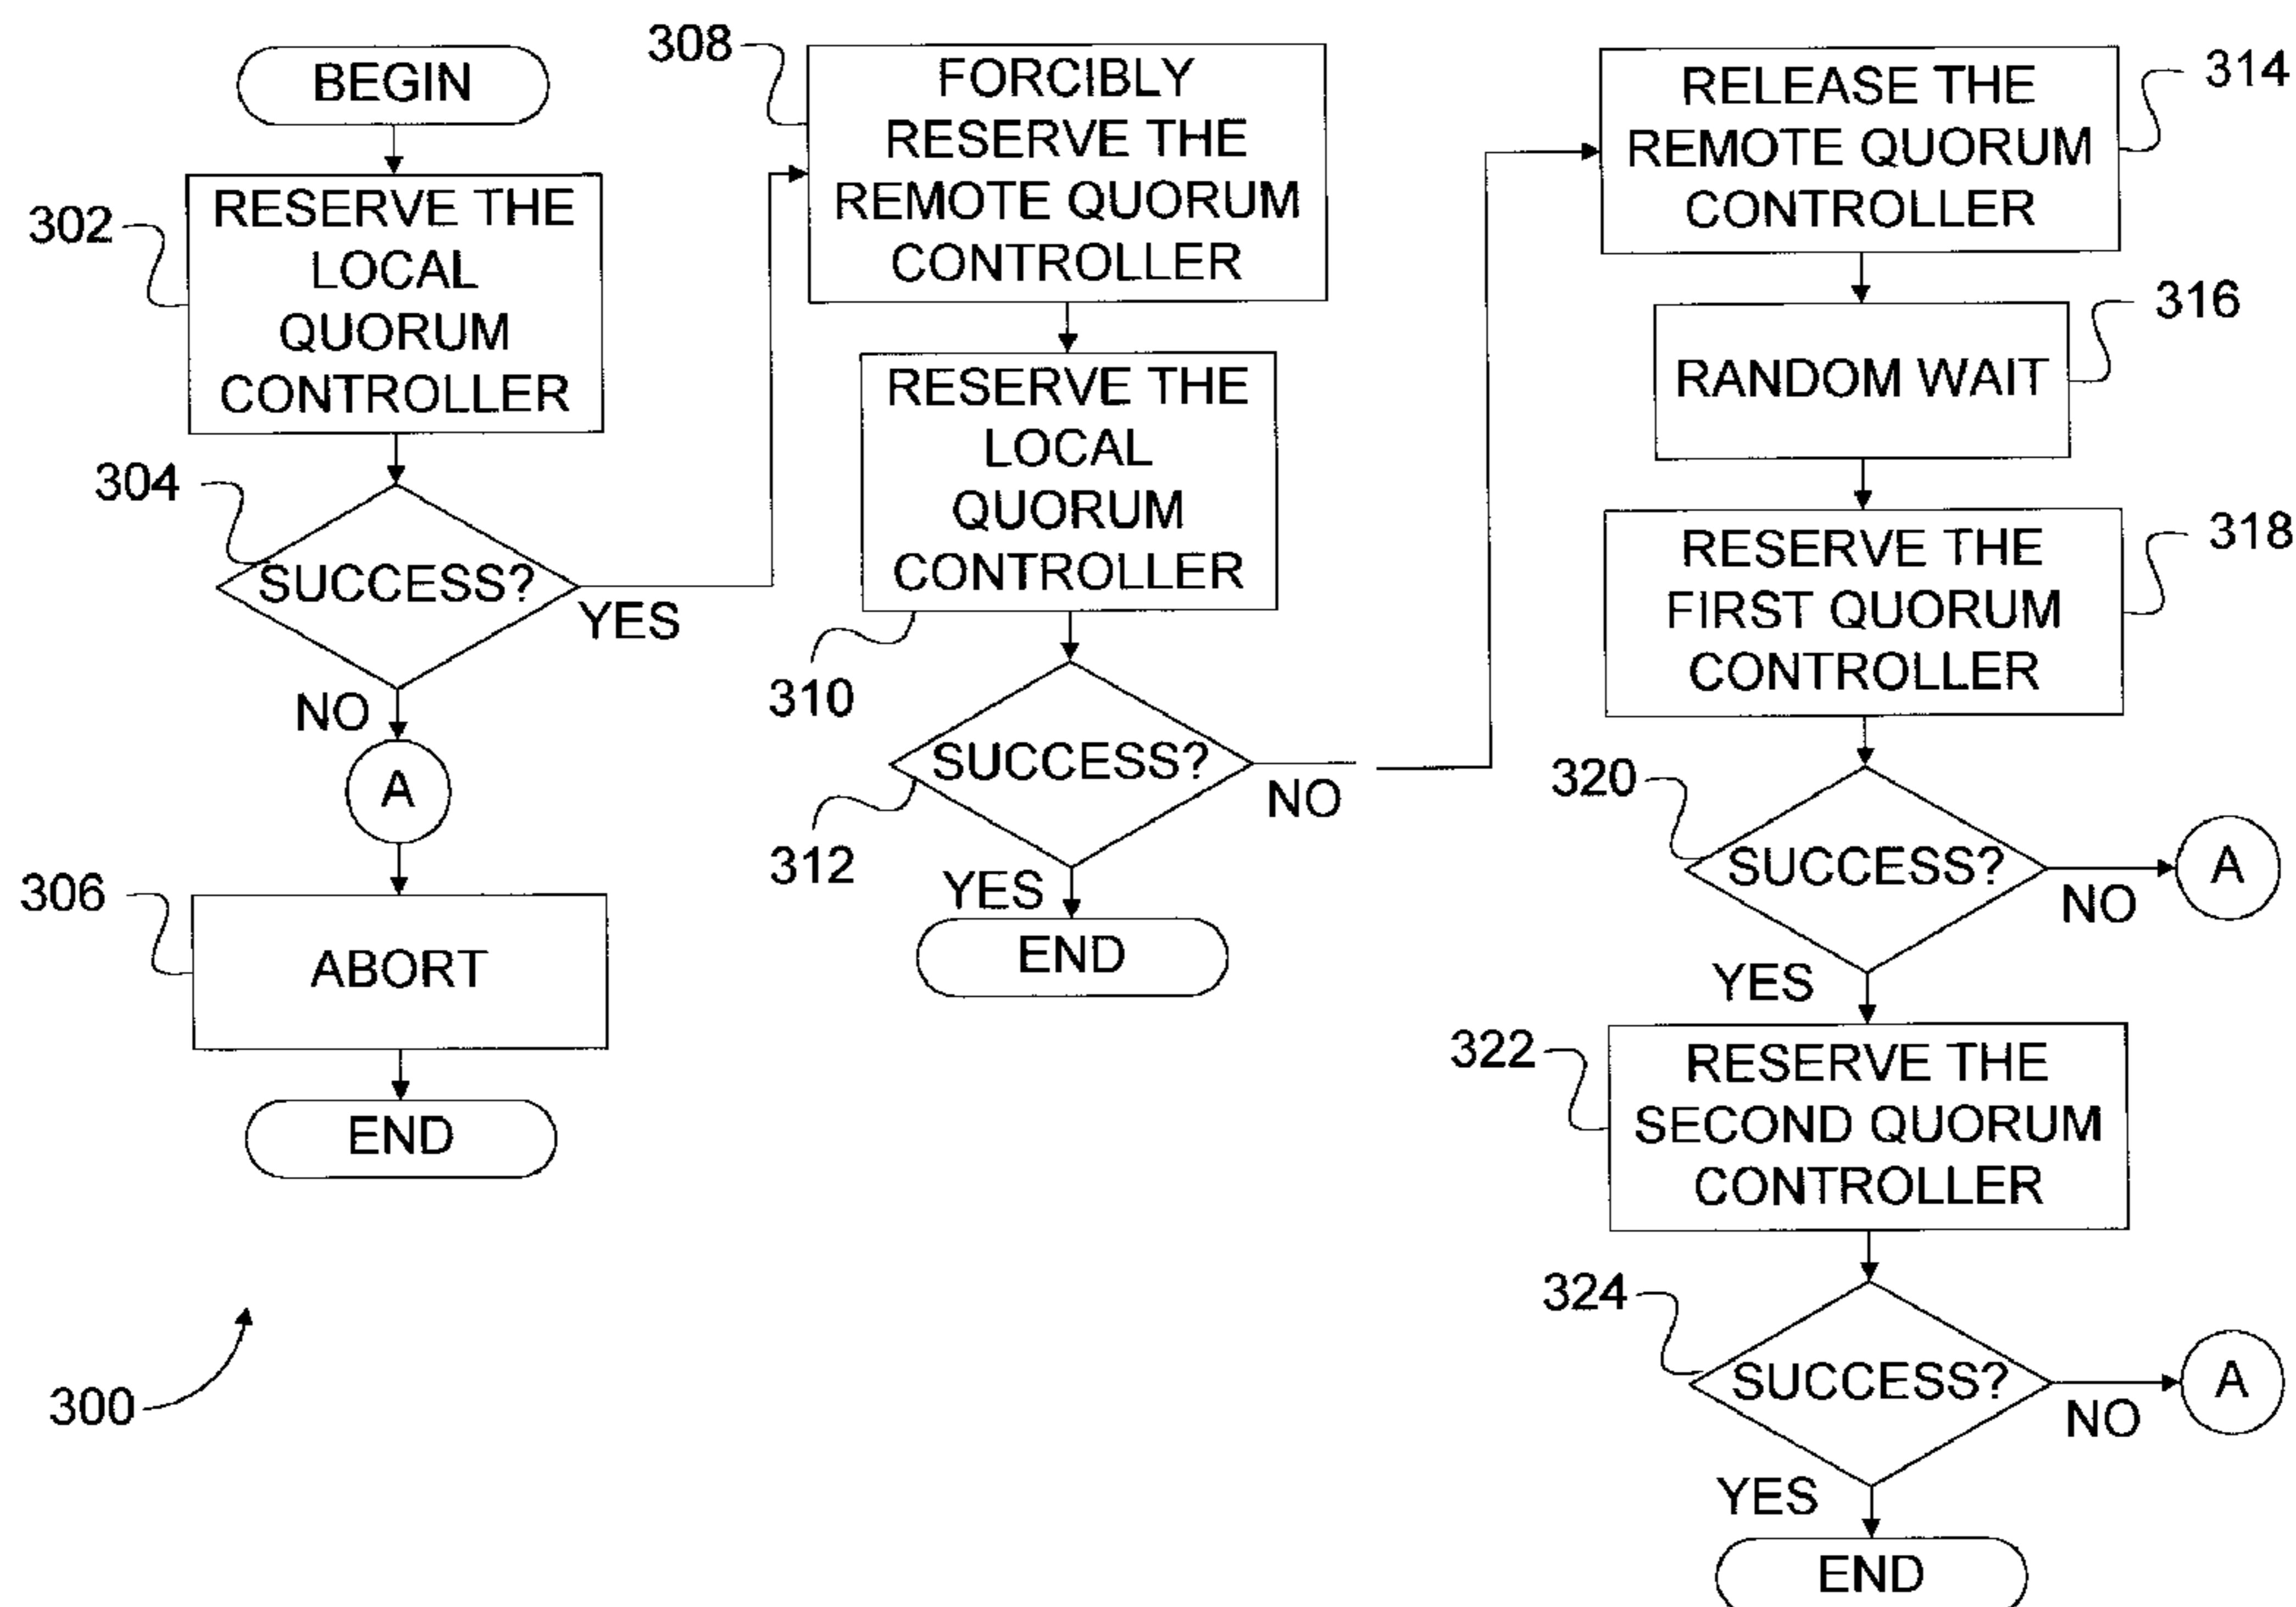 BEGIN
302
RESERVE THE
LOCAL
QUORUM
CONTROLLER
304
SUCCESS?
YES
NO
A
306
ABORT
END
300
308
FORCIBLY
RESERVE THE
REMOTE QUORUM
CONTROLLER
RESERVE THE
LOCAL
QUORUM
CONTROLLER
310
SUCCESS?
NO
312
YES
END
RELEASE THE
REMOTE QUORUM
CONTROLLER
314
316
RANDOM WAIT
RESERVE THE
FIRST QUORUM
CONTROLLER
318
320
SUCCESS?
NO
A
YES
322
RESERVE THE
SECOND QUORUM
CONTROLLER
324
SUCCESS?
NO
A
YES
END